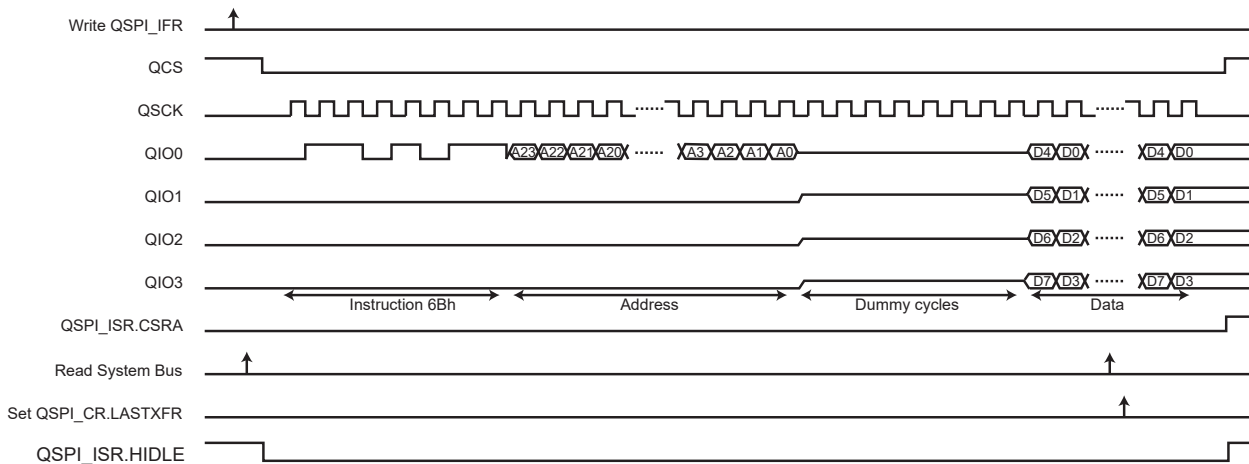 Write QSPI_IFR
QCS
QSCK
QIO0 A23 A22 A21 A20 A3 A2 A1 A0 D4 D0 D4 D0
QIO1 D5 D1 D5 D1
QIO2 D6 D2 D6 D2
QIO3 D7 D3 D7 D3
Instruction 6Bh Address Dummy cycles Data
QSPI_ISR.CSRA
Read System Bus
Set QSPI_CR.LASTXFR
QSPI_ISR.HIDLE